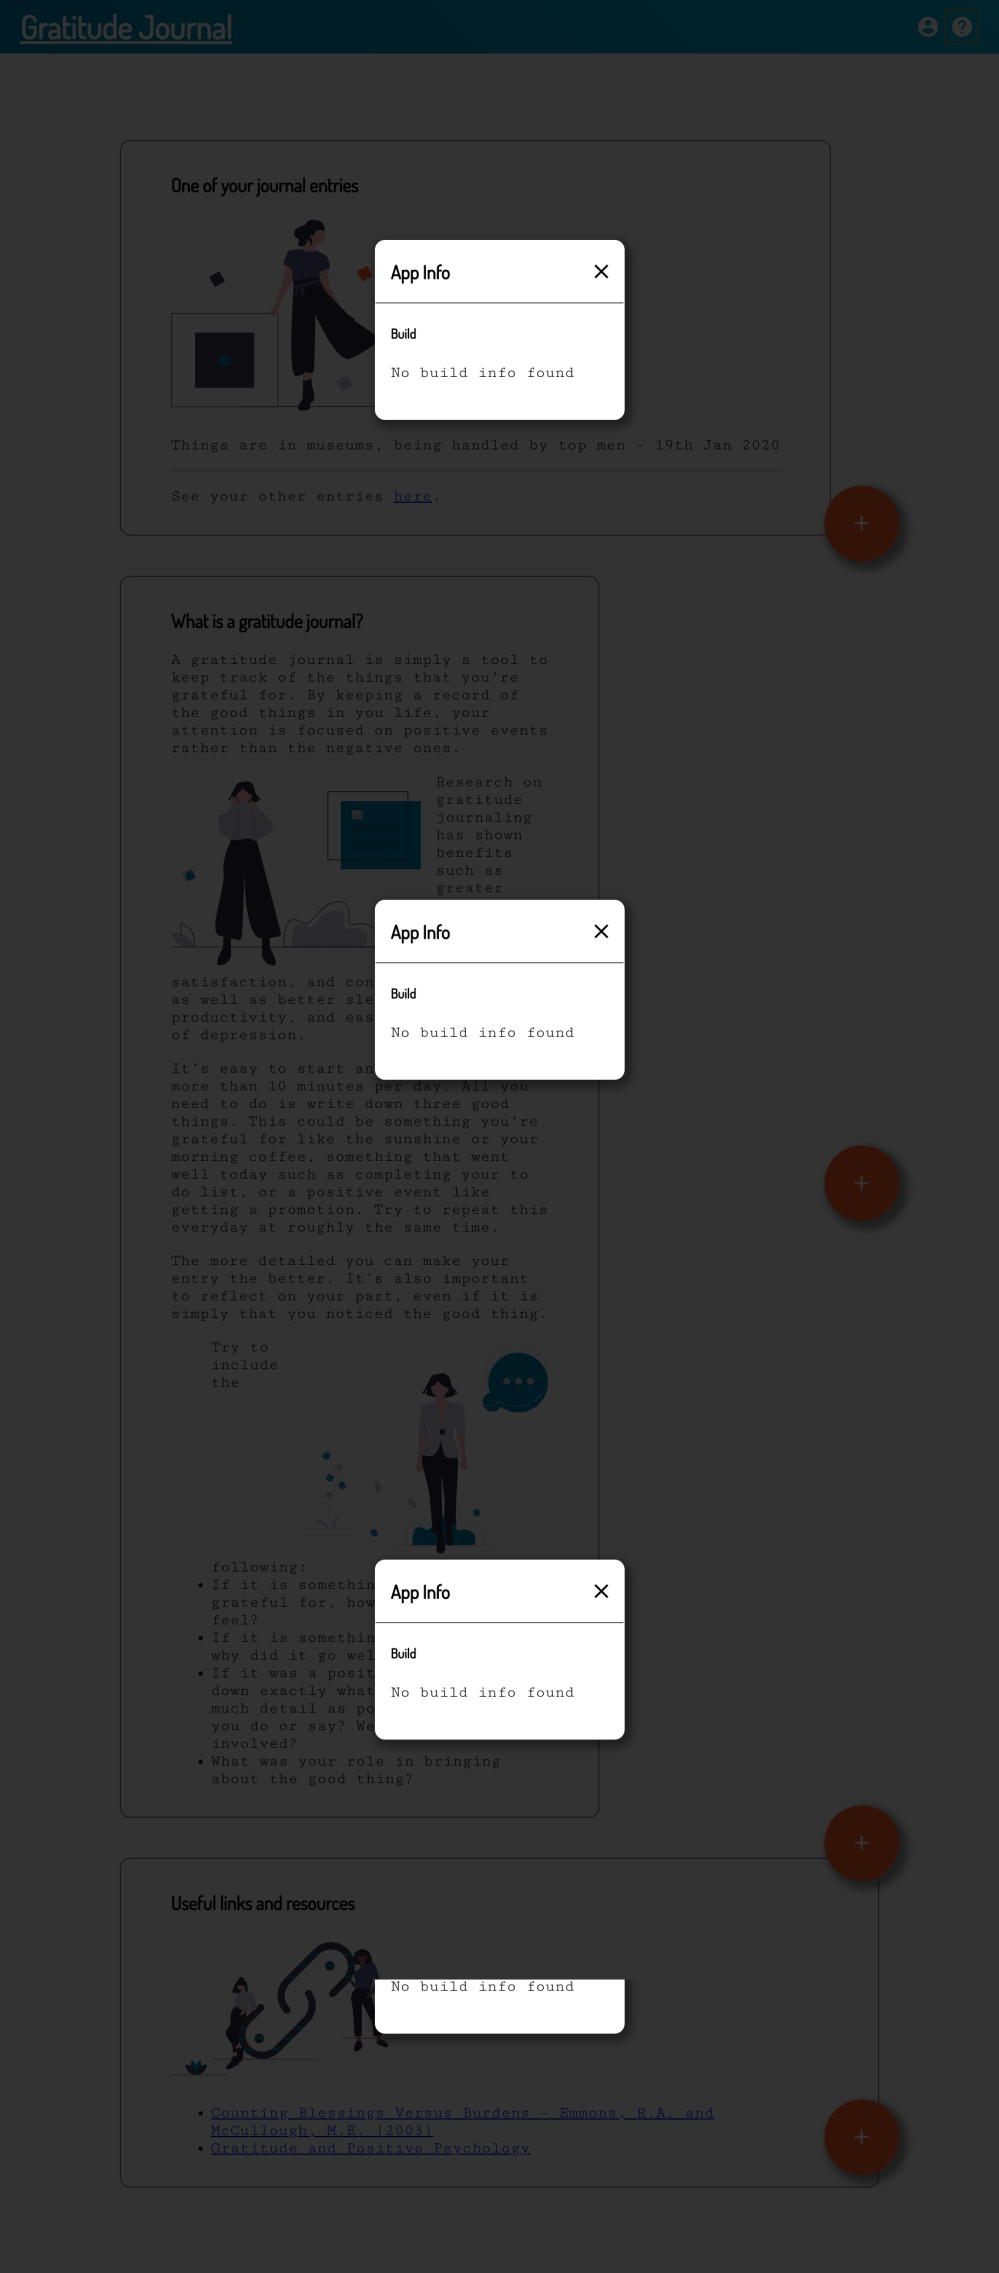 Gratitude Journal
One of your journal entries
App Info
Build
No build info found
Things are in museums, being handled by top men - 19th Jan 2020
See your other entries here.
+
What is a gratitude journal?
A gratitude journal is simply a tool to
keep track of the things that you're
grateful for. By keeping a record of
the good things in you life, your
attention is focused on positive events
rather than the negative ones.
Research on
gratitude
journaling
has shown
benefits
such as
greater
App Info
Build
No build info found
satisfaction, and con
as well as better sle
productivity, and eas
of depression.
It's easy to start an
more than 10 minutes per day. All you
need to do is write down three good
things. This could be something you're
grateful for like the sunshine or your
morning coffee, something that went
well today such as completing your to
do list, or a positive event like
getting a promotion. Try to repeat this
everyday at roughly the same time.
+
The more detailed you can make your
entry the better. It's also important
to reflect on your part, even if it is
simply that you noticed the good thing.
Try to
include
the
following:
App Info
Build
No build info found
If it is somethin
grateful for, how
feel?
If it is somethin
why did it go wel
If it was a posit
down exactly what
much detail as po
you do or say? We
involved?
What was your role in bringing
about the good thing?
+
Useful links and resources
No build info found
Counting Blessings Versus Burdens - Emmons, R.A. and
McCullough, M.E. (2003)
Gratitude and Positive Psychology
+